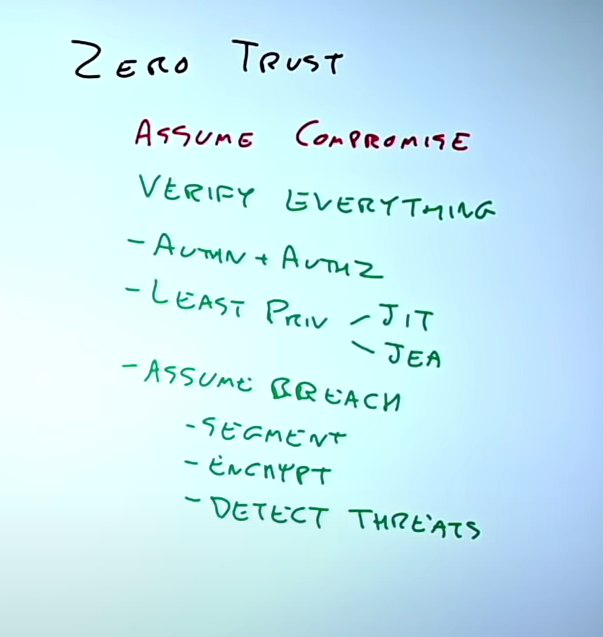 ZERO TRUST
ASSUME COMPROMISE
VERIFY EVERYTHING
- AUTHN + AUTHZ
- LEAST PRIV - JIT
- JEA
- ASSUME BREACH
- SEGMENT
- ENCRYPT
- DETECT THREATS